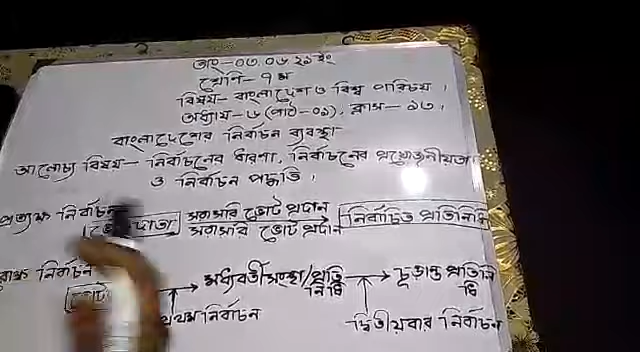 তাং-০৩.০৬ ২১ ইং
শ্রেণি- ৭ম
বিষয়- বাংলাদেশ ও বিশ্ব পরিচয়।
অধ্যায়- ৬ (পাঠ-০১), ক্লাস- ১৩,
বাংলাদেশের নির্বাচন ব্যবস্থা
আলোচ্য বিষয়- নির্বাচনের ধারণা, নির্বাচনের প্রয়োজনীয়তা
ও নির্বাচন পদ্ধতি।
প্রত্যক্ষ নির্বাচন সরাসরি ভোট প্রদান নির্বাচিত প্রতিনিধি
সরাসরি ভোট প্রদান
নির্বাচন মধ্যবর্তী সংস্থা/প্রতিনিধি চূড়ান্ত প্রতিনিধি
প্রথম নির্বাচন দ্বিতীয়বার নির্বাচন